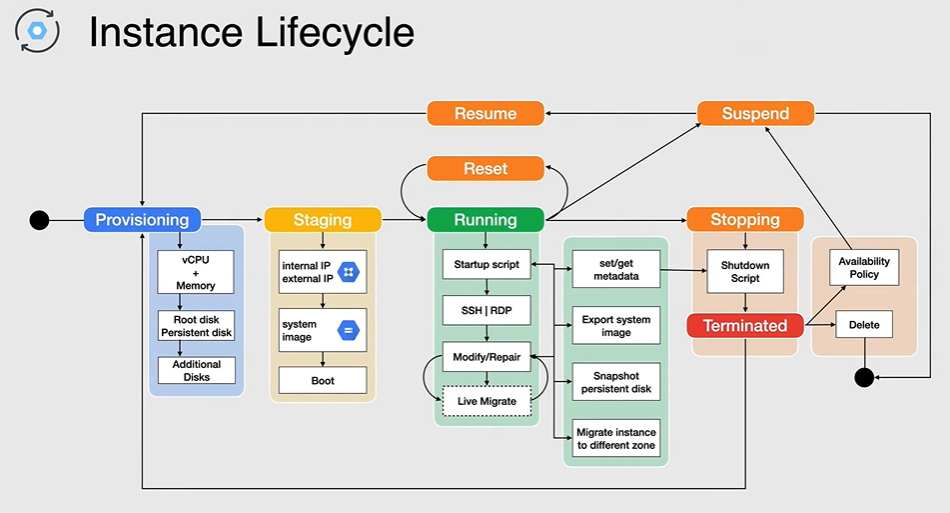 Instance Lifecycle
Resume
Suspend
Reset
Provisioning
Staging
Running
Stopping
vCPU
+
Memory
Root disk
Persistent disk
Additional
Disks
internal IP
external IP
system
image
Boot
Startup script
SSH | RDP
Modify/Repair
Live Migrate
set/get
metadata
Export system
image
Snapshot
persistent disk
Migrate instance
to different zone
Shutdown
Script
Terminated
Availability
Policy
Delete